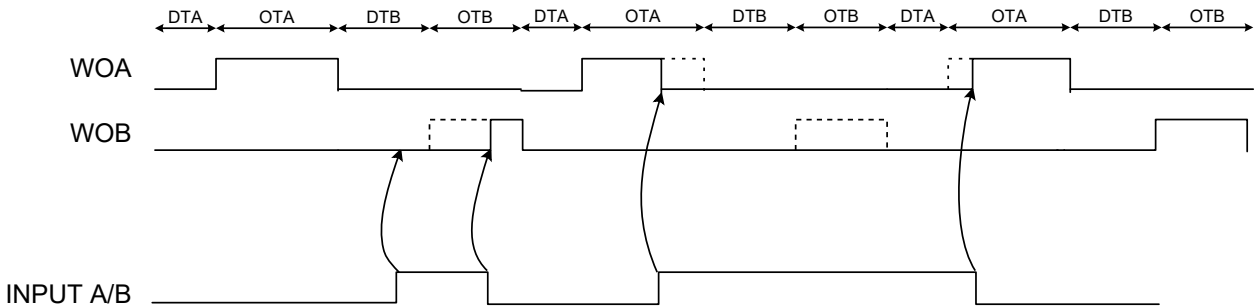 DTA OTA DTB OTB DTA OTA DTB OTB DTA OTA DTB OTB
WOA
WOB
INPUT A/B